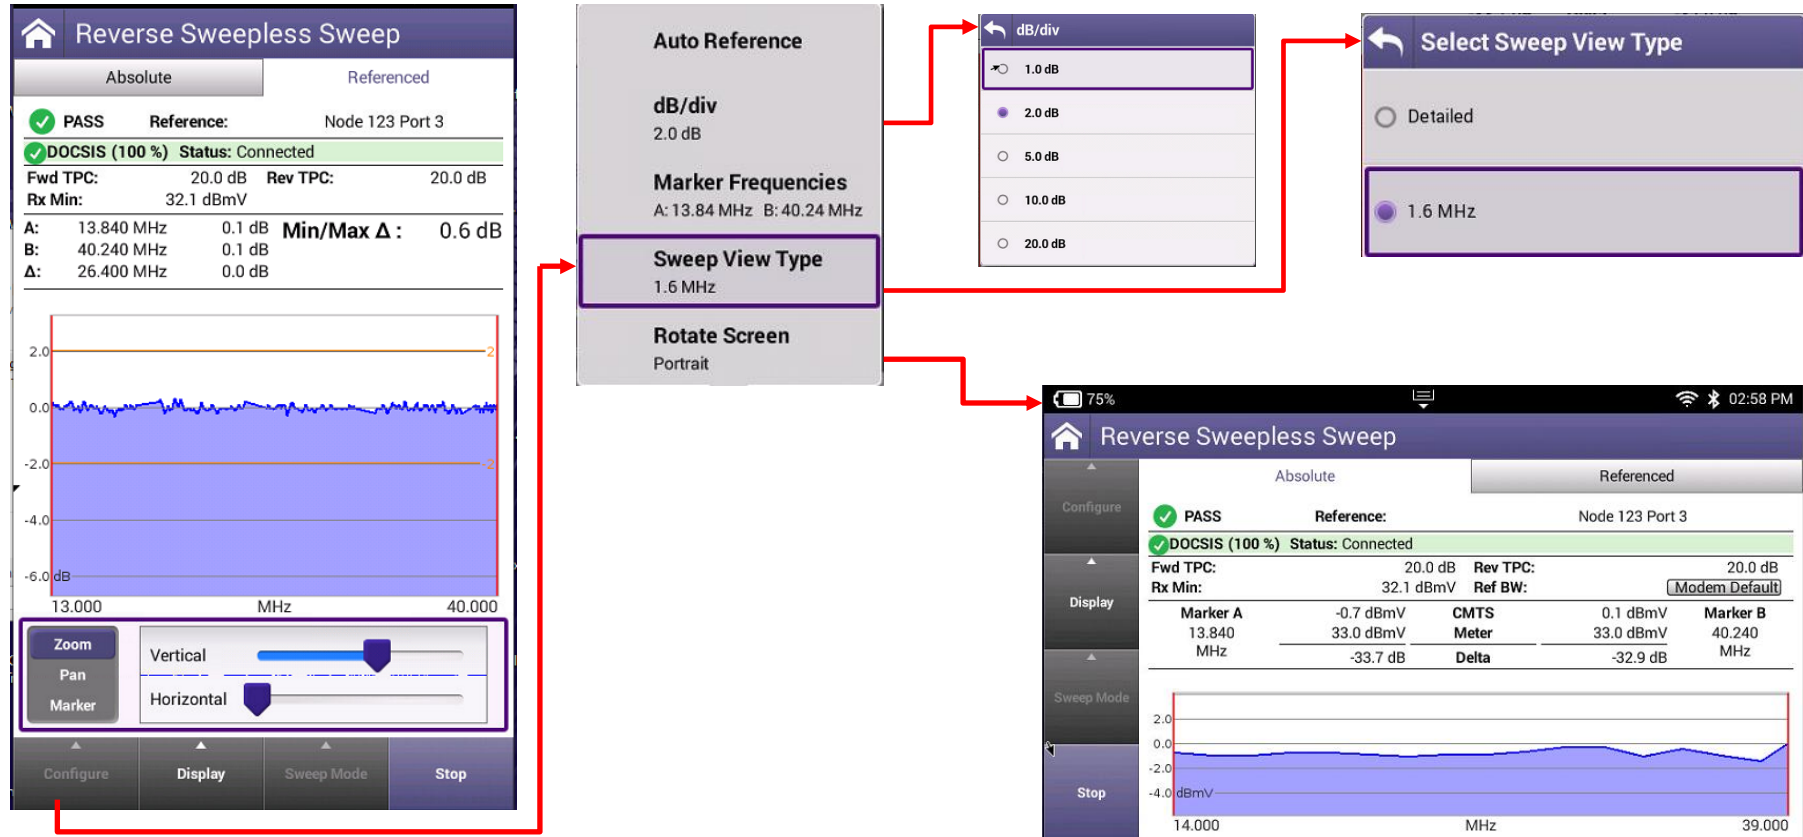 Reverse Sweepless Sweep
Absolute Referenced
PASS Reference: Node 123 Port 3
DOCSIS (100 %) Status: Connected
Fwd TPC: 20.0 dB Rev TPC: 20.0 dB
Rx Min: 32.1 dBmV
A: 13.840 MHz 0.1 dB Min/Max Δ : 0.6 dB
B: 40.240 MHz 0.1 dB
Δ: 26.400 MHz 0.0 dB
2.0 2
0.0
-2.0 -2
-4.0
-6.0 dB
13.000 MHz 40.000
Zoom
Pan
Marker
Vertical
Horizontal
Configure Display Sweep Mode Stop
Auto Reference
dB/div
2.0 dB
Marker Frequencies
A: 13.84 MHz B: 40.24 MHz
Sweep View Type
1.6 MHz
Rotate Screen
Portrait
dB/div
1.0 dB
2.0 dB
5.0 dB
10.0 dB
20.0 dB
Select Sweep View Type
Detailed
1.6 MHz
75% 02:58 PM
Reverse Sweepless Sweep
Configure
Display
Sweep Mode
Stop
Absolute Referenced
PASS Reference: Node 123 Port 3
DOCSIS (100 %) Status: Connected
Fwd TPC: 20.0 dB Rev TPC: 20.0 dB
Rx Min: 32.1 dBmV Ref BW: Modem Default
Marker A -0.7 dBmV CMTS 0.1 dBmV Marker B
13.840 33.0 dBmV Meter 33.0 dBmV 40.240
MHz -33.7 dB Delta -32.9 dB MHz
2.0
0.0
-2.0
-4.0 dBmV
14.000 MHz 39.000